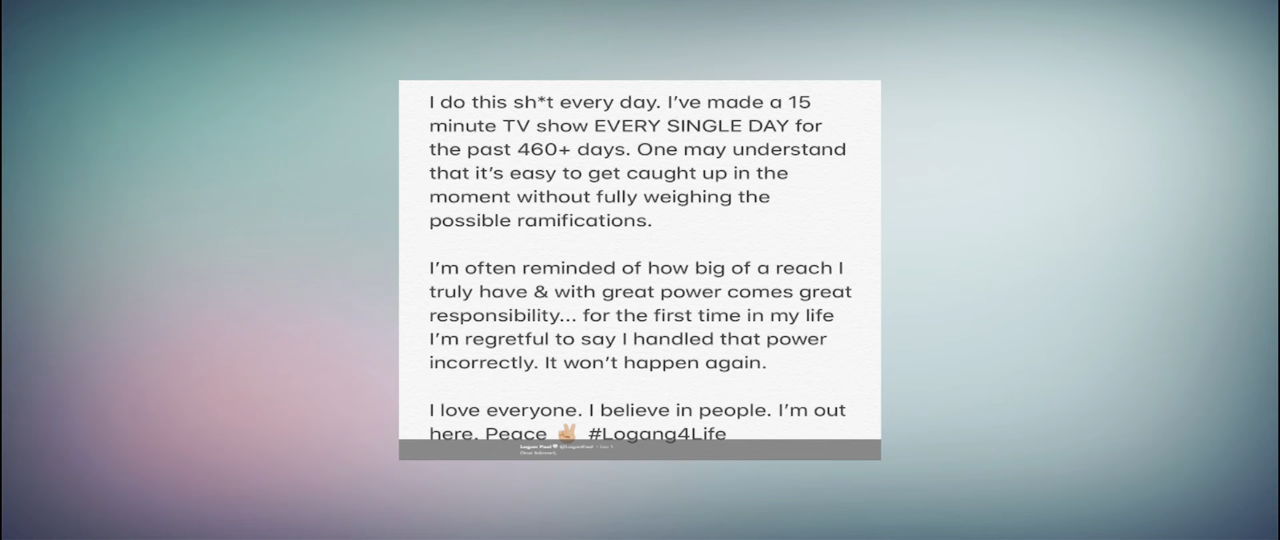 I do this sh*t every day. I've made a 15
minute TV show EVERY SINGLE DAY for
the past 460+ days. One may understand
that it's easy to get caught up in the
moment without fully weighing the
possible ramifications.
I'm often reminded of how big of a reach I
truly have & with great power comes great
responsibility... for the first time in my life
I'm regretful to say I handled that power
incorrectly. It won't happen again.
I love everyone. I believe in people. I'm out
here. Peace ✌🏼 #Logang4Life
Logan Paul @LoganPaul